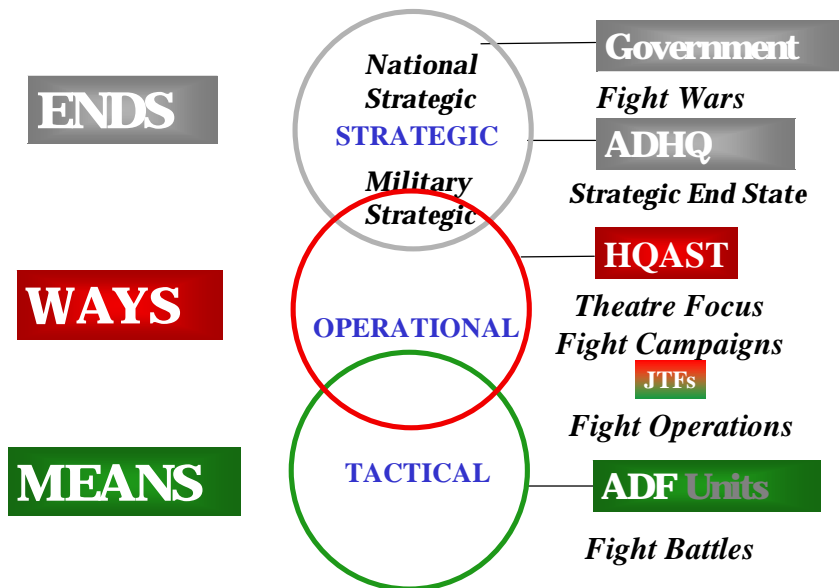 Government
National
Strategic
ENDS
Fight Wars
STRATEGIC
ADHQ
Military
Strategic
Strategic End State
HQAST
WAYS
Theatre Focus
OPERATIONAL
Fight Campaigns
JTFs
Fight Operations
TACTICAL
MEANS
ADF Units
Fight Battles